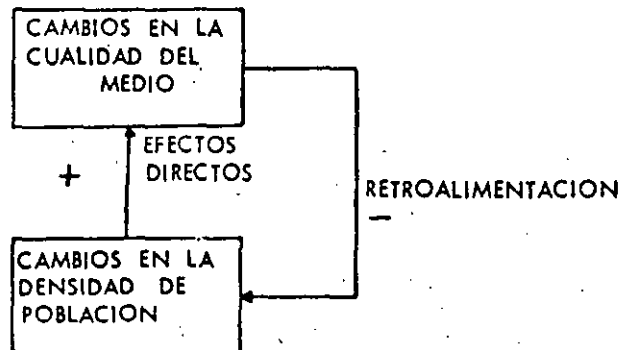 CAMBIOS EN LA
CUALIDAD DEL
MEDIO
EFECTOS
DIRECTOS
+
RETROALIMENTACION
-
CAMBIOS EN LA
DENSIDAD DE
POBLACION